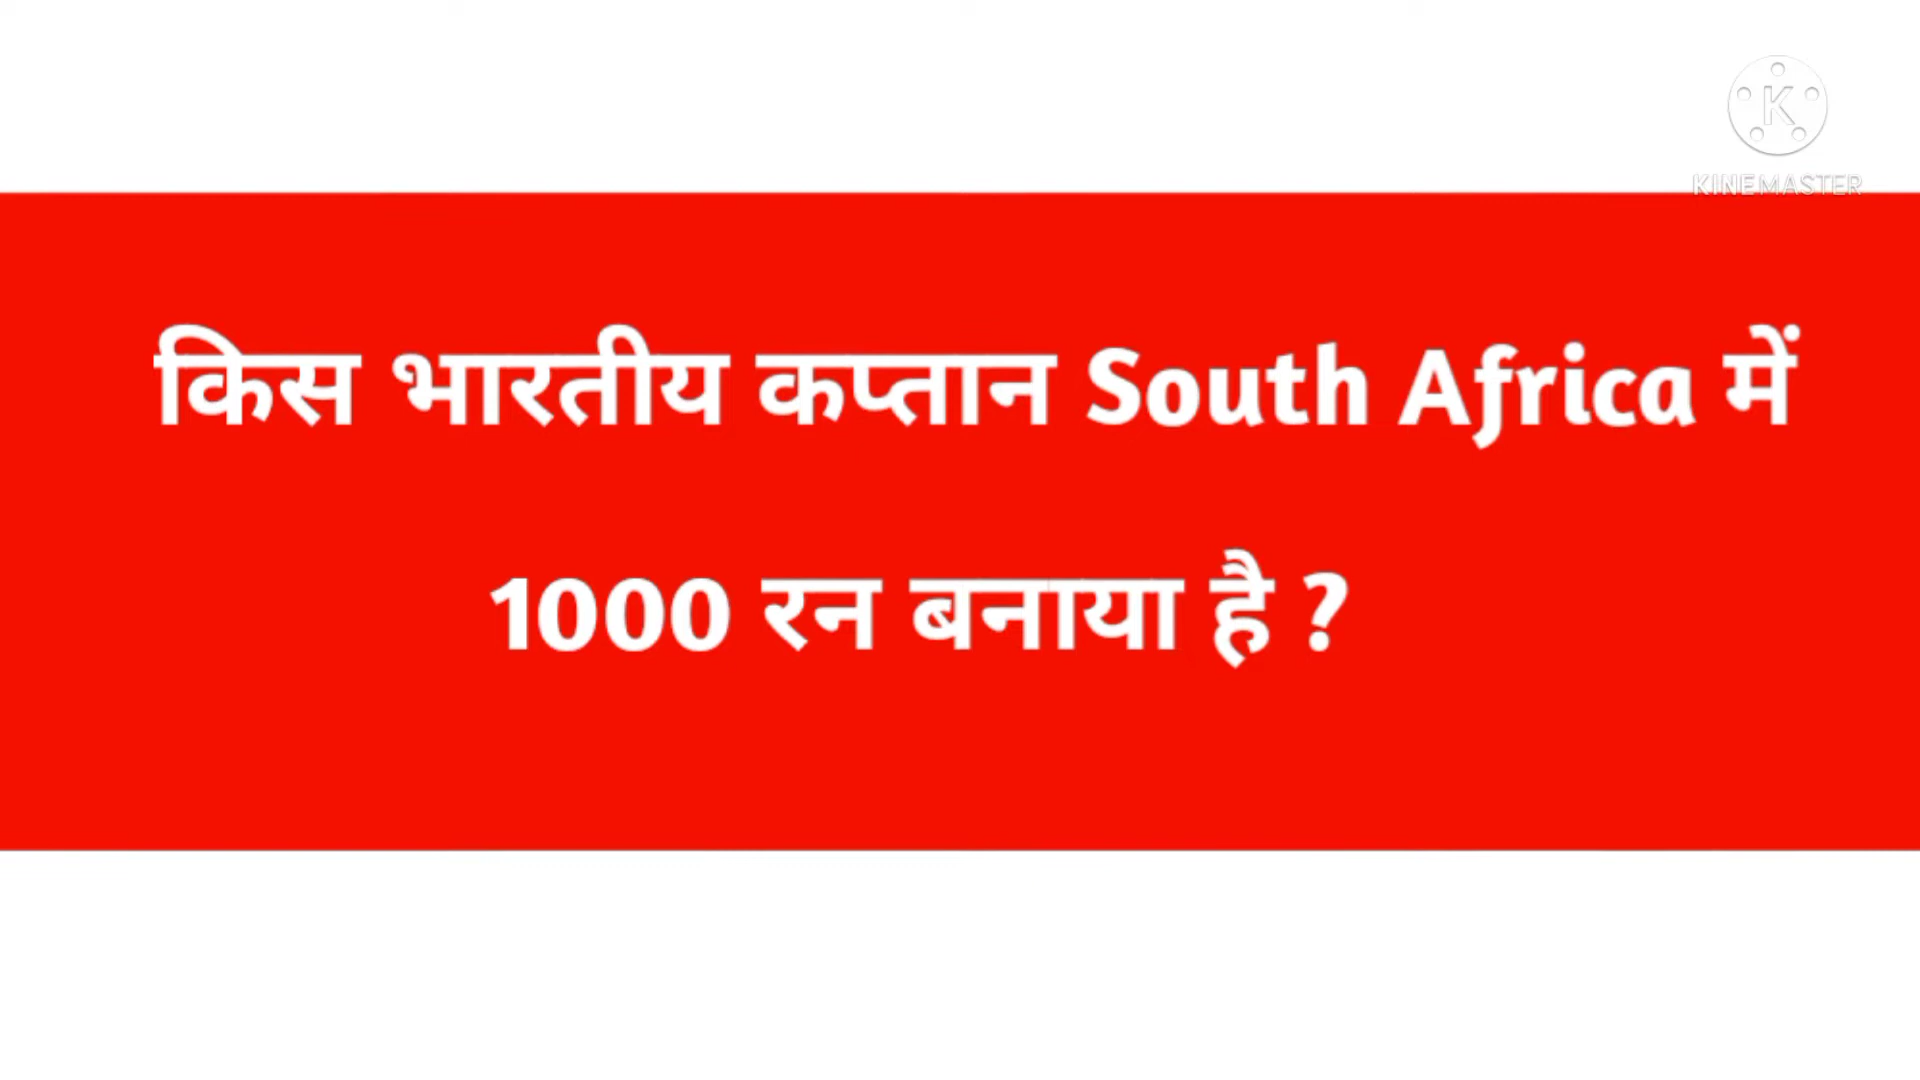 KINEMASTER
किस भारतीय कप्तान South Africa में
1000 रन बनाया है ?